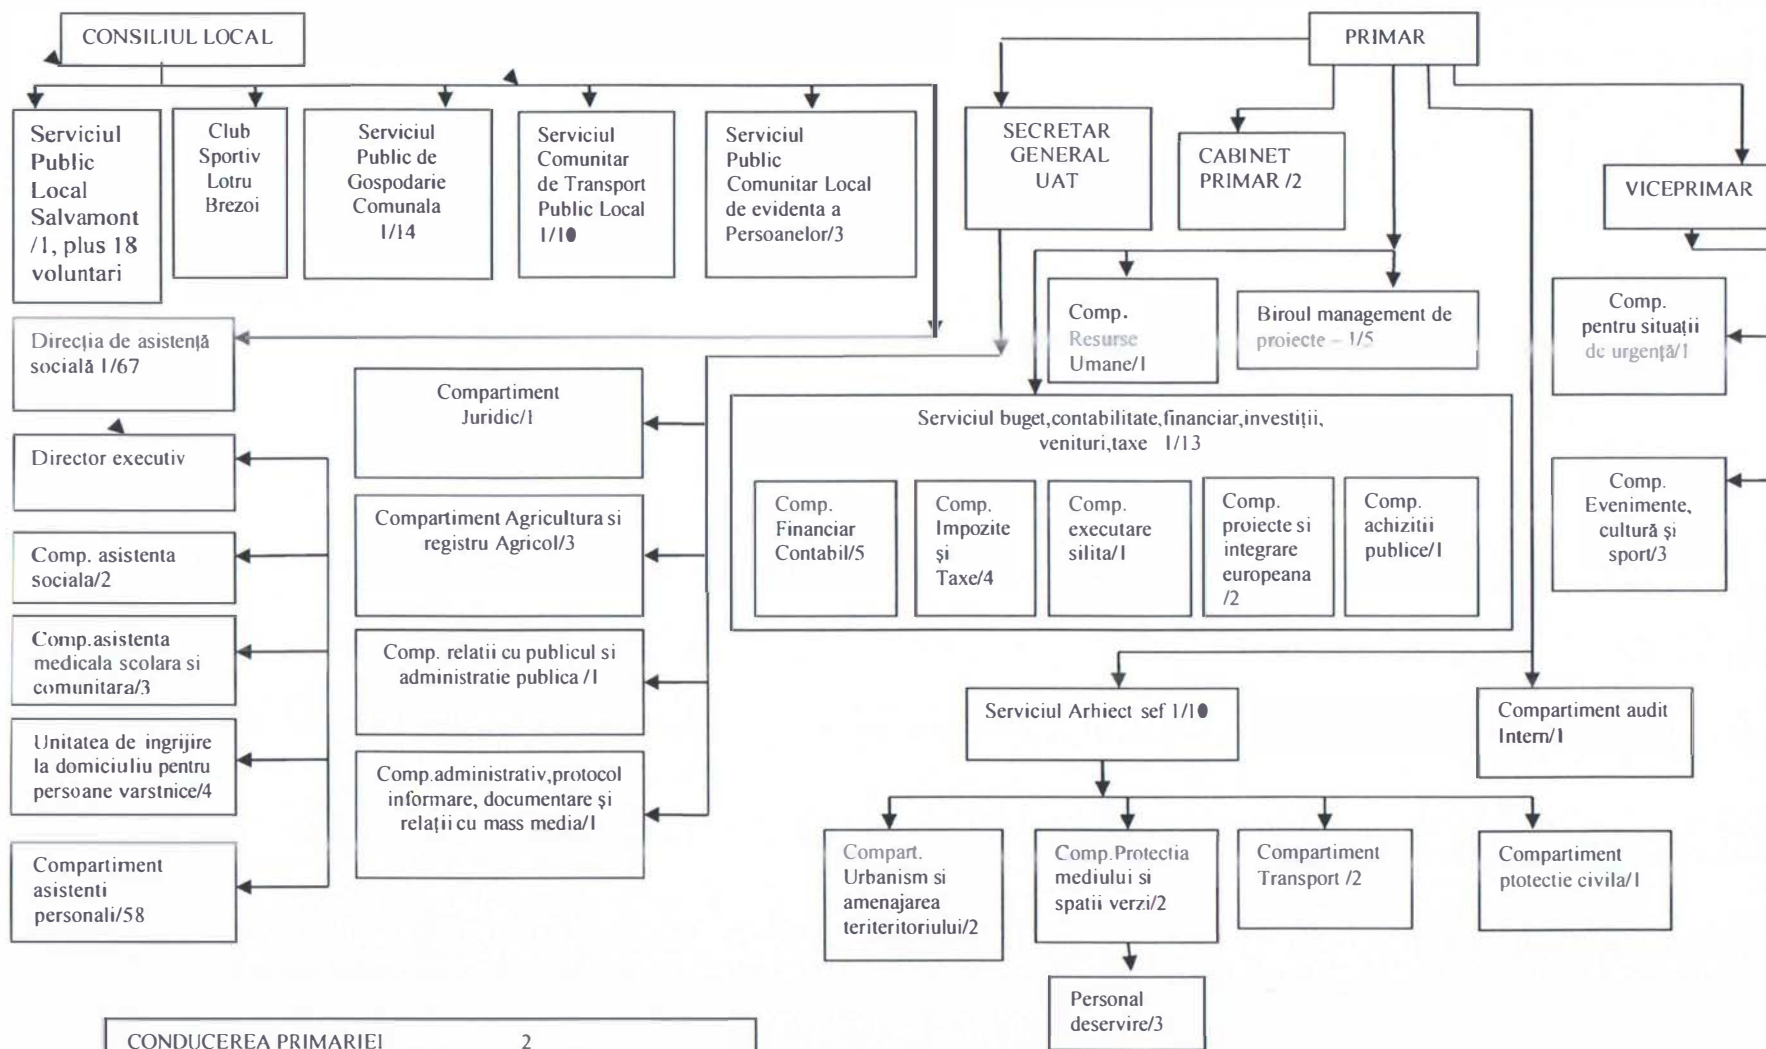 CONSILIUL LOCAL
PRIMAR
Serviciul
Public
Local
Salvamont
/1, plus 18
voluntari
Club
Sportiv
Lotru
Brezoi
Serviciul
Public de
Gospodarie
Comunala
1/14
Serviciul
Comunitar
de Transport
Public Local
1/10
Serviciul
Public
Comunitar Local
de evidenta a
Persoanelor/3
SECRETAR
GENERAL
UAT
CABINET
PRIMAR /2
VICEPRIMAR
Direcția de asistență
socială 1/67
Comp.
Resurse
Umane/1
Biroul management de
proiecte – 1/5
Comp.
pentru situații
de urgență/1
Director executiv
Comp. asistenta
sociala/2
Comp.asistenta
medicala scolara si
comunitara/3
Unitatea de ingrijire
la domiciuliu pentru
persoane varstnice/4
Compartiment
asistenti
personali/58
Compartiment
Juridic/1
Compartiment Agricultura si
registru Agricol/3
Comp. relatii cu publicul si
administratie publica /1
Comp.administrativ,protocol
informare, documentare și
relații cu mass media/1
Serviciul buget,contabilitate,financiar,investiții,
venituri,taxe 1/13
Comp.
Financiar
Contabil/5
Comp.
Impozite
și
Taxe/4
Comp.
executare
silita/1
Comp.
proiecte si
integrare
europeana
/2
Comp.
achizitii
publice/1
Comp.
Evenimente,
cultură și
sport/3
Serviciul Arhiect sef 1/10
Compartiment audit
Intern/1
Compart.
Urbanism si
amenajarea
teriteritoriului/2
Comp.Protectia
mediului si
spatii verzi/2
Compartiment
Transport /2
Compartiment
ptotectie civila/1
Personal
deservire/3
CONDUCEREA PRIMARIEI 2